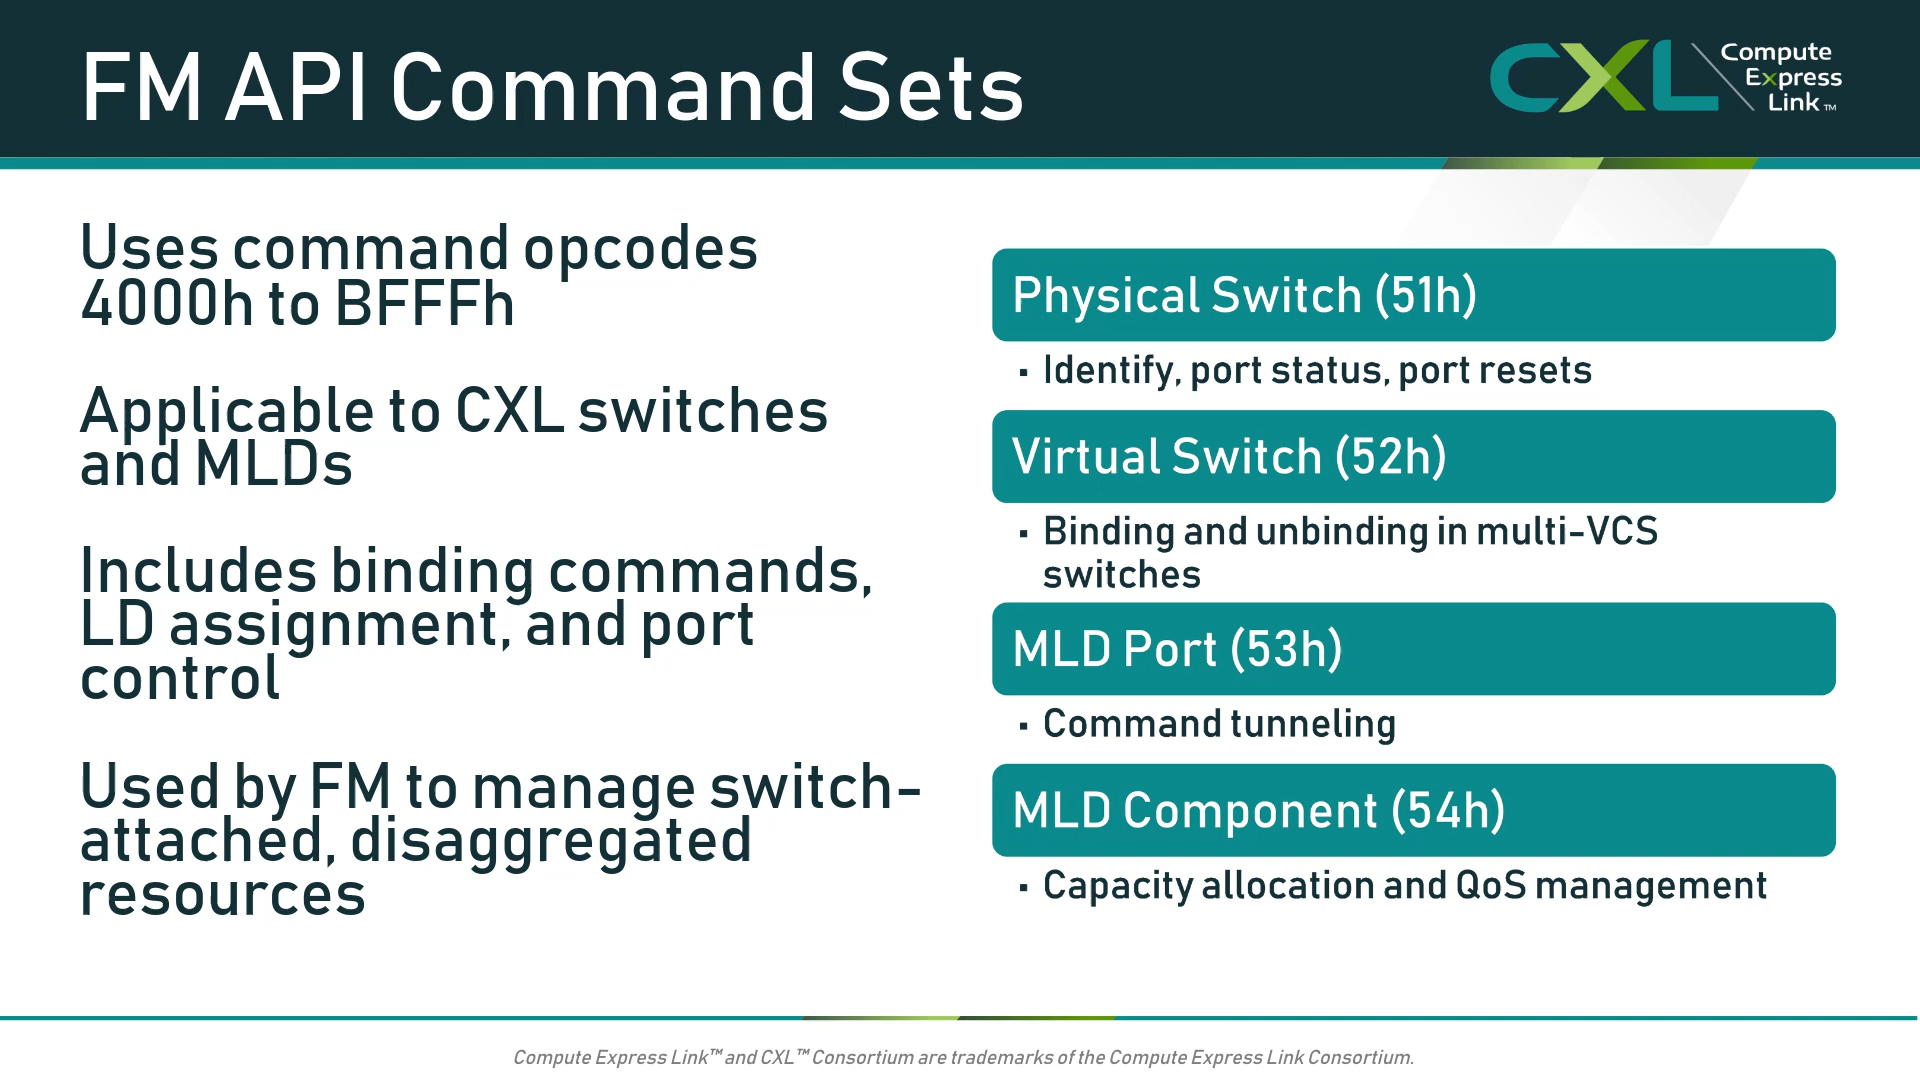 FM API Command Sets
CXL
Compute
Express
Link ™
Uses command opcodes
4000h to BFFFh
Applicable to CXL switches
and MLDs
Includes binding commands,
LD assignment, and port
control
Used by FM to manage switch-
attached, disaggregated
resources
Physical Switch (51h)
▪ Identify, port status, port resets
Virtual Switch (52h)
▪ Binding and unbinding in multi-VCS
switches
MLD Port (53h)
▪ Command tunneling
MLD Component (54h)
▪ Capacity allocation and QoS management
Compute Express Link™ and CXL™ Consortium are trademarks of the Compute Express Link Consortium.